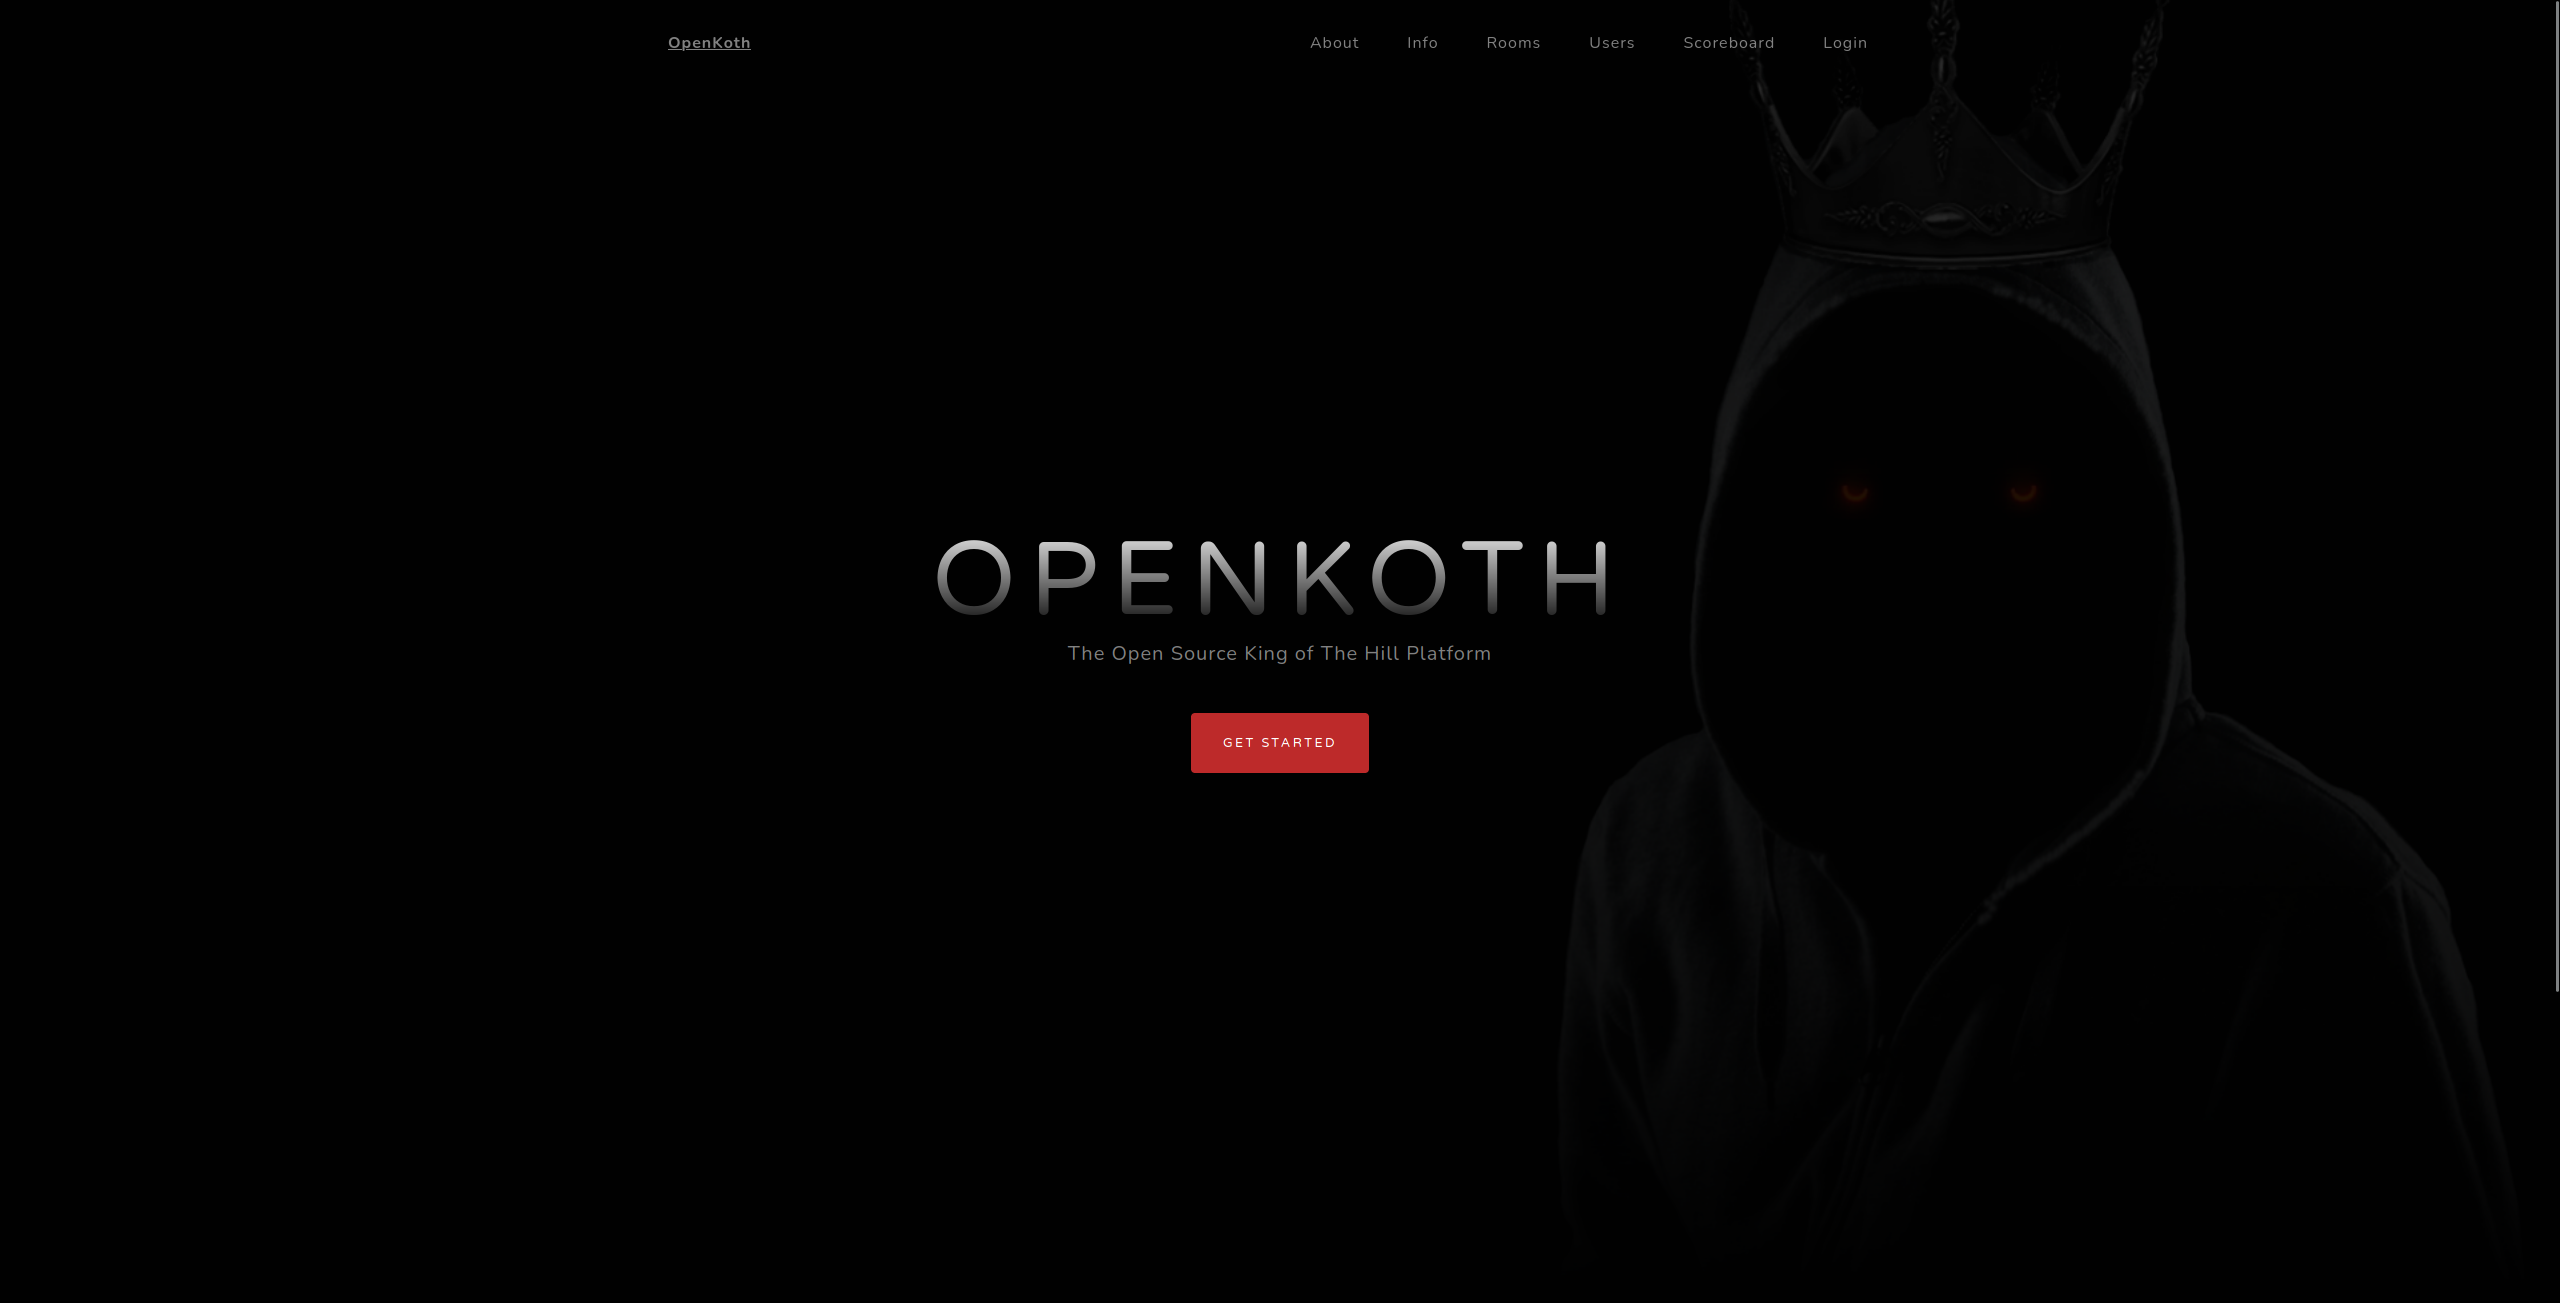 OpenKoth
About Info Rooms Users Scoreboard Login
OPENKOTH
The Open Source King of The Hill Platform
GET STARTED